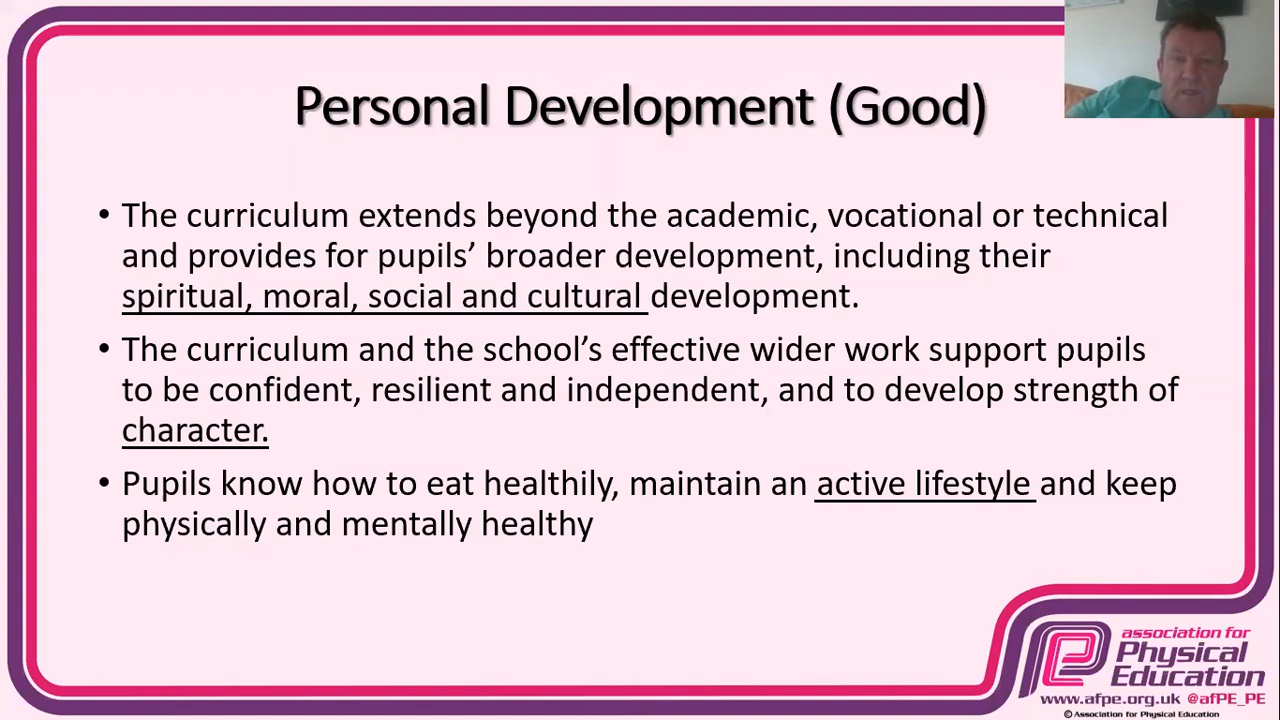 Personal Development (Good)
• The curriculum extends beyond the academic, vocational or technical
and provides for pupils’ broader development, including their
spiritual, moral, social and cultural development.
• The curriculum and the school’s effective wider work support pupils
to be confident, resilient and independent, and to develop strength of
character.
• Pupils know how to eat healthily, maintain an active lifestyle and keep
physically and mentally healthy
association for
Physical
Education
www.afpe.org.uk @afPE_PE
© Association for Physical Education